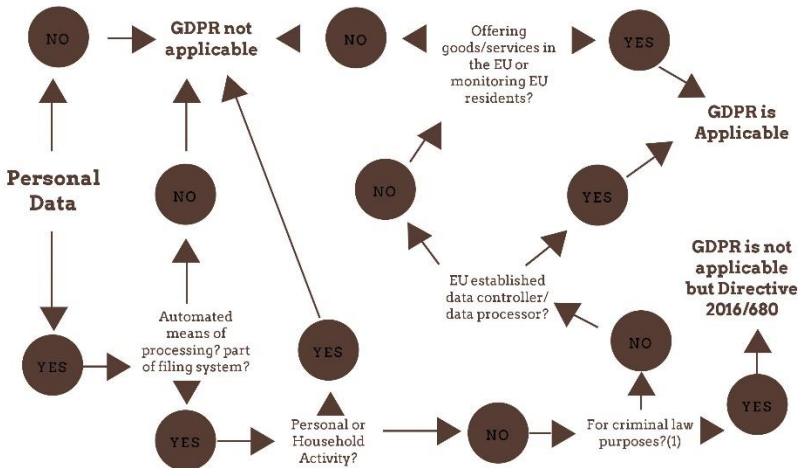 NO
GDPR not
applicable
NO
Offering
goods/services in
the EU or
monitoring EU
residents?
YES
GDPR is
Applicable
Personal
Data
NO
NO
YES
EU established
data controller/
data processor?
GDPR is not
applicable
but Directive
2016/680
YES
Automated
means of
processing? part
of filing system?
YES
NO
YES
YES
Personal or
Household
Activity?
NO
For criminal law
purposes?(1)